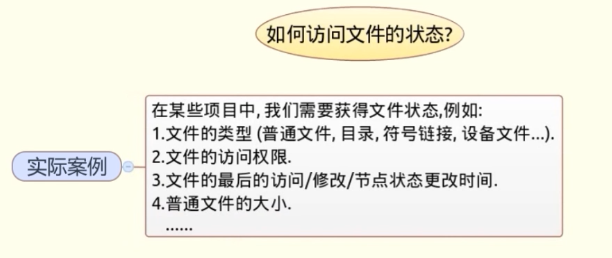 如何访问文件的状态?
实际案例
在某些项目中, 我们需要获得文件状态,例如:
1.文件的类型 (普通文件, 目录, 符号链接, 设备文件...).
2.文件的访问权限.
3.文件的最后的访问/修改/节点状态更改时间.
4.普通文件的大小.
......